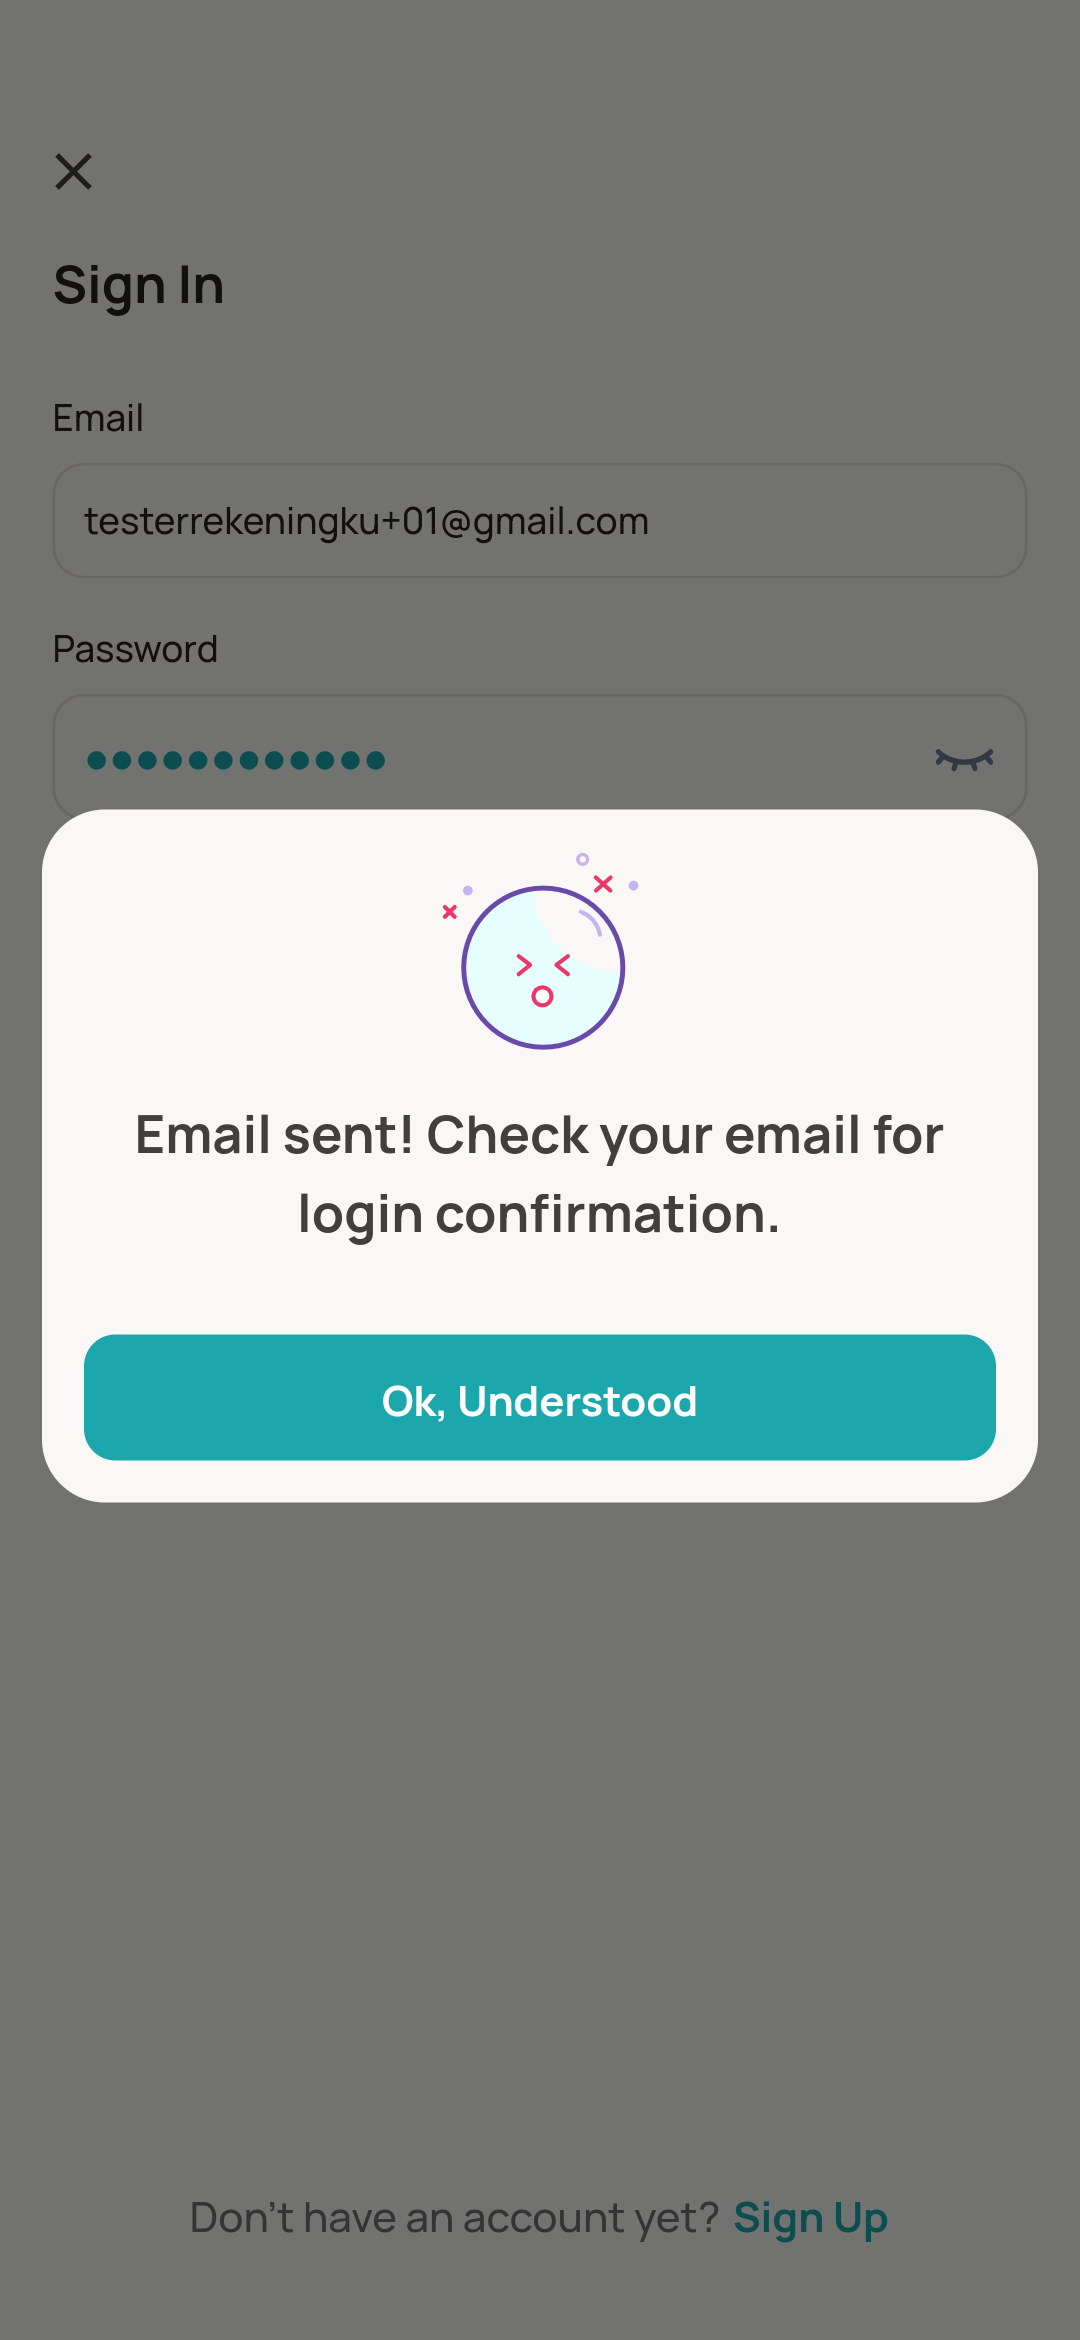 Sign In
Email
testerrekeningku+01@gmail.com
Password
Email sent! Check your email for
login confirmation.
Ok, Understood
Don't have an account yet? Sign Up